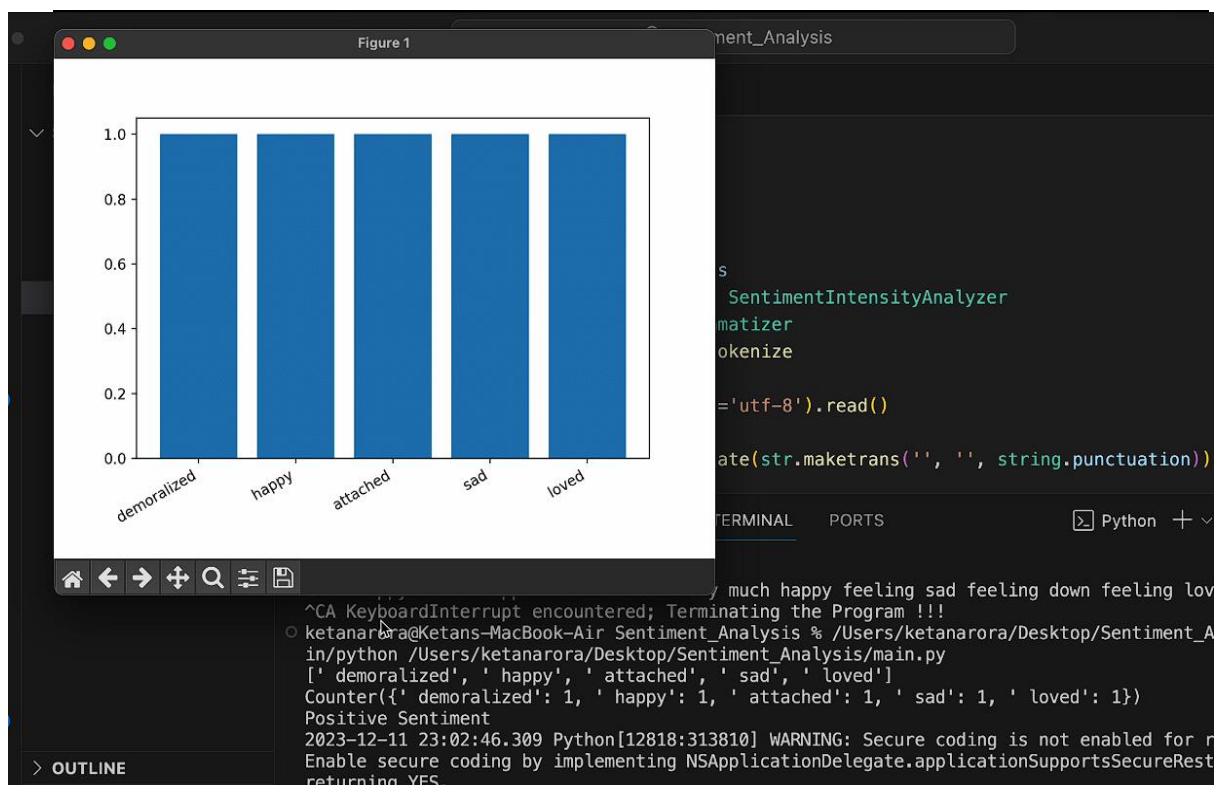 ment_Analysis
Figure 1
1.0
0.8
0.6
0.4
0.2
0.0
demoralized
happy
attached
sad
loved
s
SentimentIntensityAnalyzer
matizer
okenize
='utf-8').read()
ate(str.maketrans('', '', string.punctuation))
TERMINAL PORTS Python
y much happy feeling sad feeling down feeling lov
^CA KeyboardInterrupt encountered; Terminating the Program !!!
ketanarora@Ketans-MacBook-Air Sentiment_Analysis % /Users/ketanarora/Desktop/Sentiment_A
in/python /Users/ketanarora/Desktop/Sentiment_Analysis/main.py
[' demoralized', ' happy', ' attached', ' sad', ' loved']
Counter({' demoralized': 1, ' happy': 1, ' attached': 1, ' sad': 1, ' loved': 1})
Positive Sentiment
2023-12-11 23:02:46.309 Python[12818:313810] WARNING: Secure coding is not enabled for r
Enable secure coding by implementing NSApplicationDelegate.applicationSupportsSecureRest
returning YES.
OUTLINE